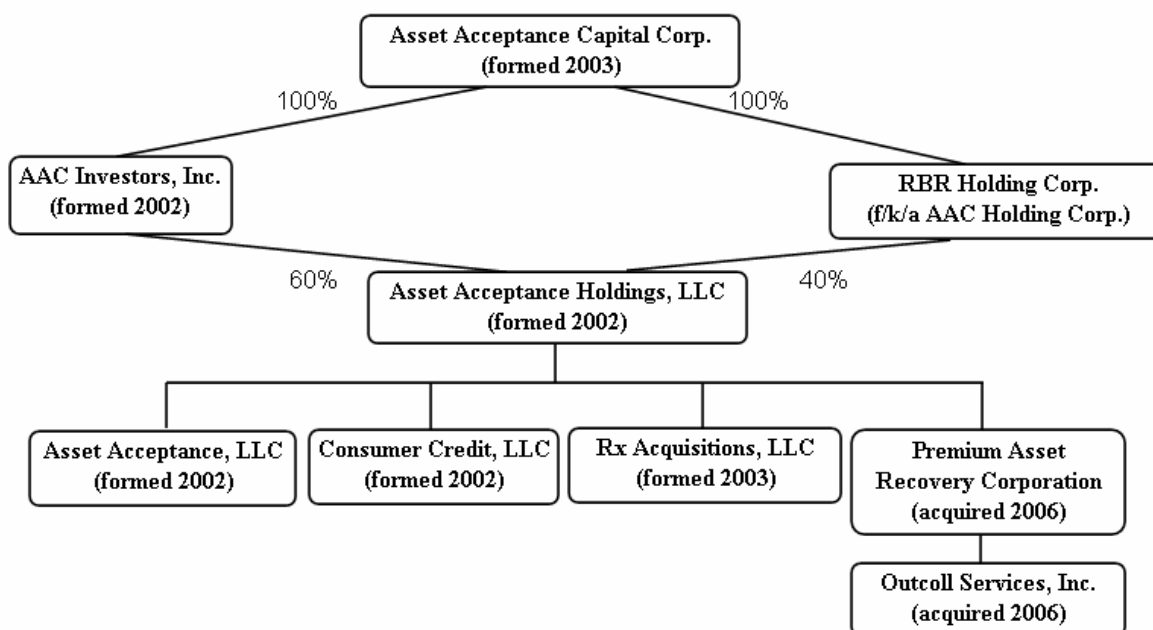 Asset Acceptance Capital Corp.
(formed 2003)
100%
100%
AAC Investors, Inc.
(formed 2002)
RBR Holding Corp.
(f/k/a AAC Holding Corp.)
60%
40%
Asset Acceptance Holdings, LLC
(formed 2002)
Asset Acceptance, LLC
(formed 2002)
Consumer Credit, LLC
(formed 2002)
Rx Acquisitions, LLC
(formed 2003)
Premium Asset
Recovery Corporation
(acquired 2006)
Outcoll Services, Inc.
(acquired 2006)